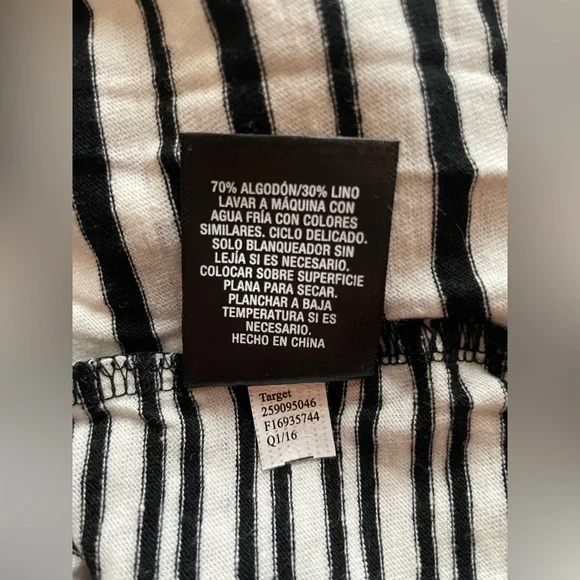 70% ALGODÓN/30% LINO
LAVAR A MÁQUINA CON
AGUA FRÍA CON COLORES
SIMILARES. CICLO DELICADO.
SOLO BLANQUEADOR SIN
LEJÍA SI ES NECESARIO.
COLOCAR SOBRE SUPERFICIE
PLANA PARA SECAR.
PLANCHAR A BAJA
TEMPERATURA SI ES
NECESARIO.
HECHO EN CHINA
Target
259095046
F16935744
Q1/16